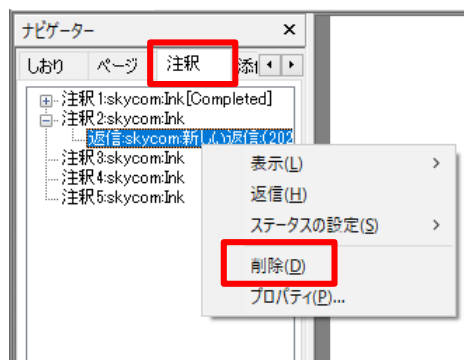 ナビゲーター
しおり ページ 注釈 添付
注釈 1:skycom:Ink[Completed]
注釈 2:skycom:Ink
返信:skycom:新しい返信:(202
注釈 3:skycom:Ink
注釈 4:skycom:Ink
注釈 5:skycom:Ink
表示(L)
返信(H)
ステータスの設定(S)
削除(D)
プロパティ(P)...